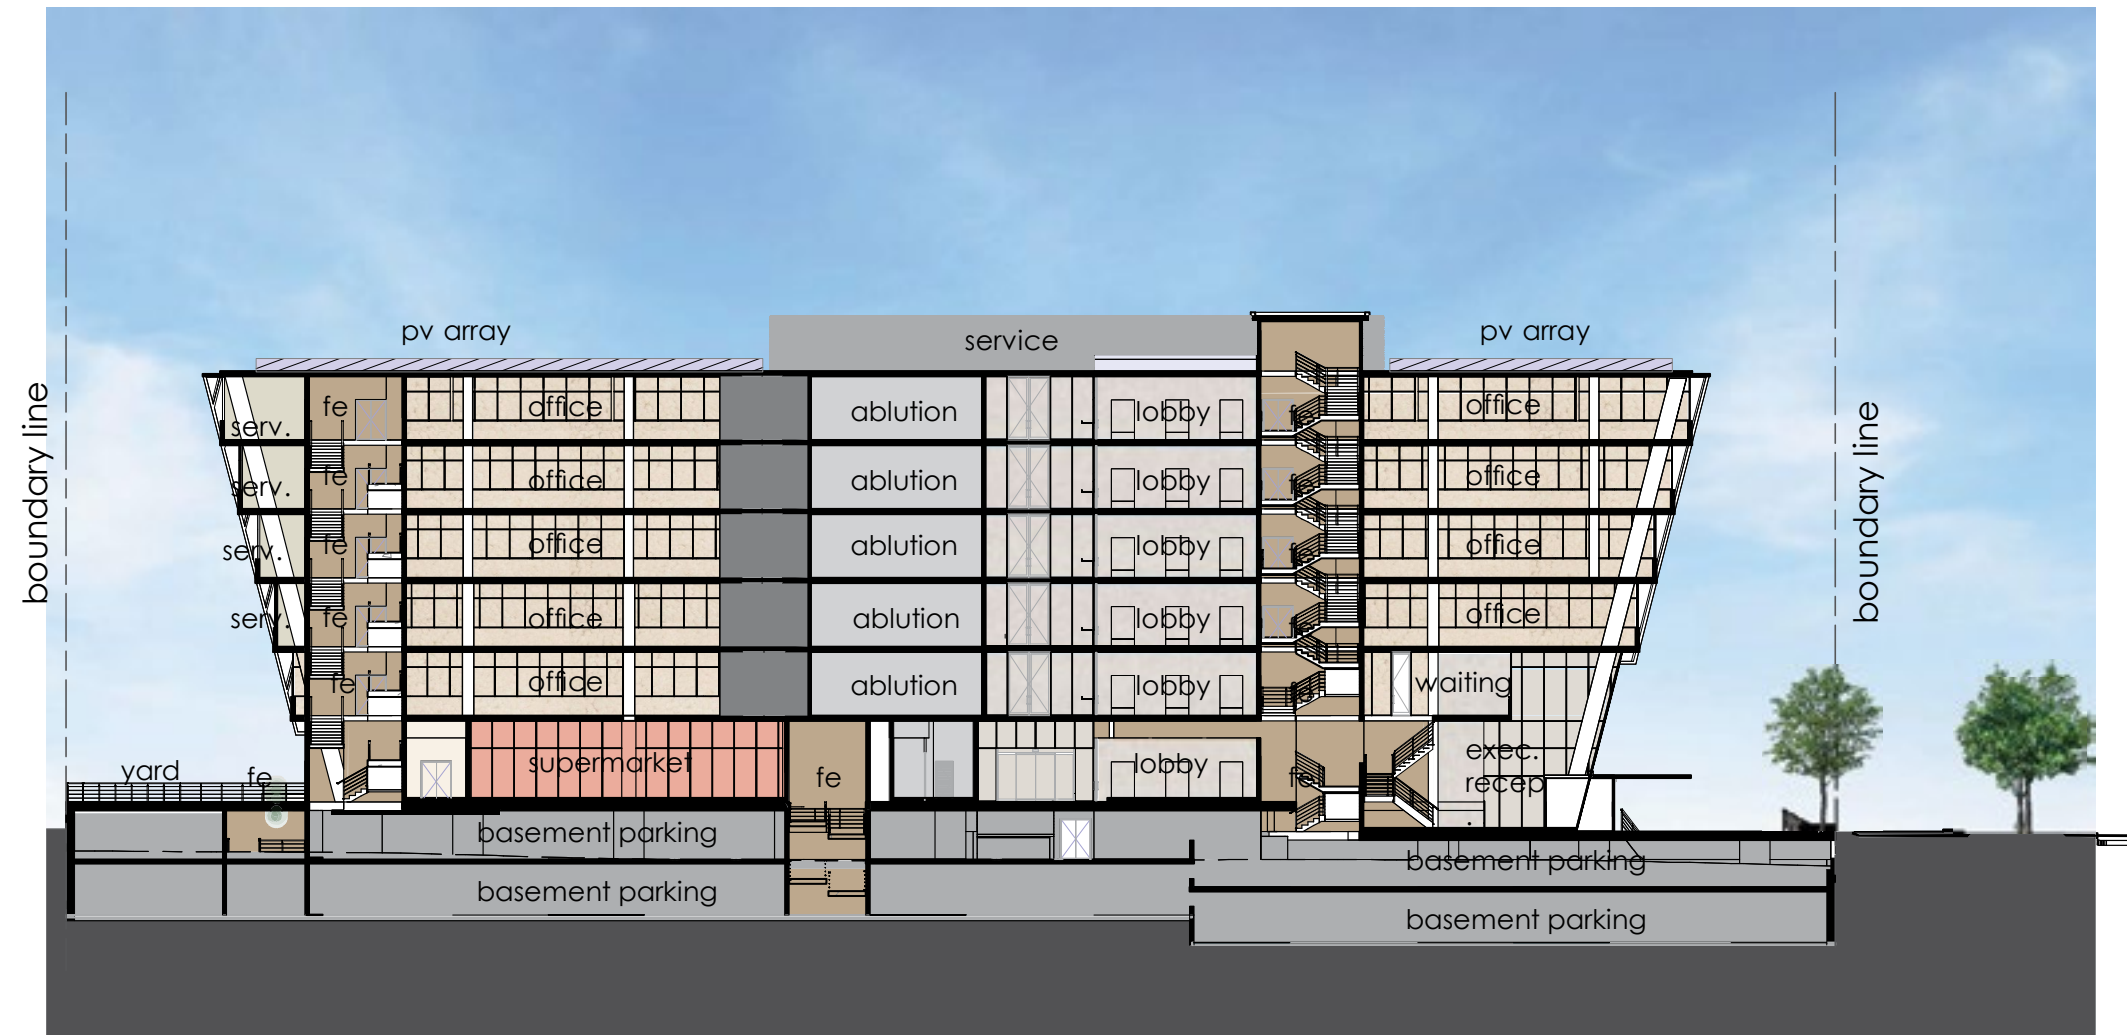 boundary line
pv array
service
pv array
boundary line
serv.
fe
office
ablution
lobby
fe
office
serv.
fe
office
ablution
lobby
fe
office
serv.
fe
office
ablution
lobby
fe
office
serv.
fe
office
ablution
lobby
fe
office
fe
office
ablution
lobby
fe
waiting
yard
fe
supermarket
fe
lobby
fe
exec.
recep
.
basement parking
basement parking
basement parking
basement parking